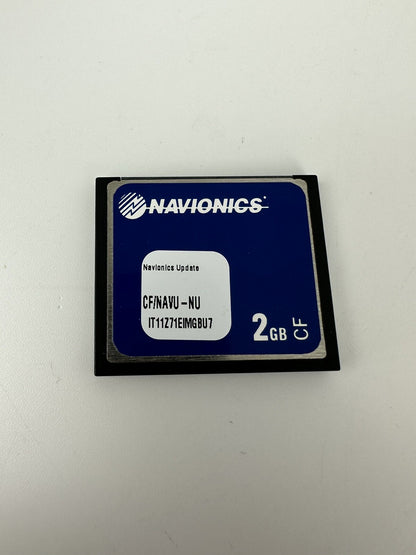 NAVIONICS
Navionics Update
CF/NAVU-NU
IT11Z71EIMGBU7
2GB CF